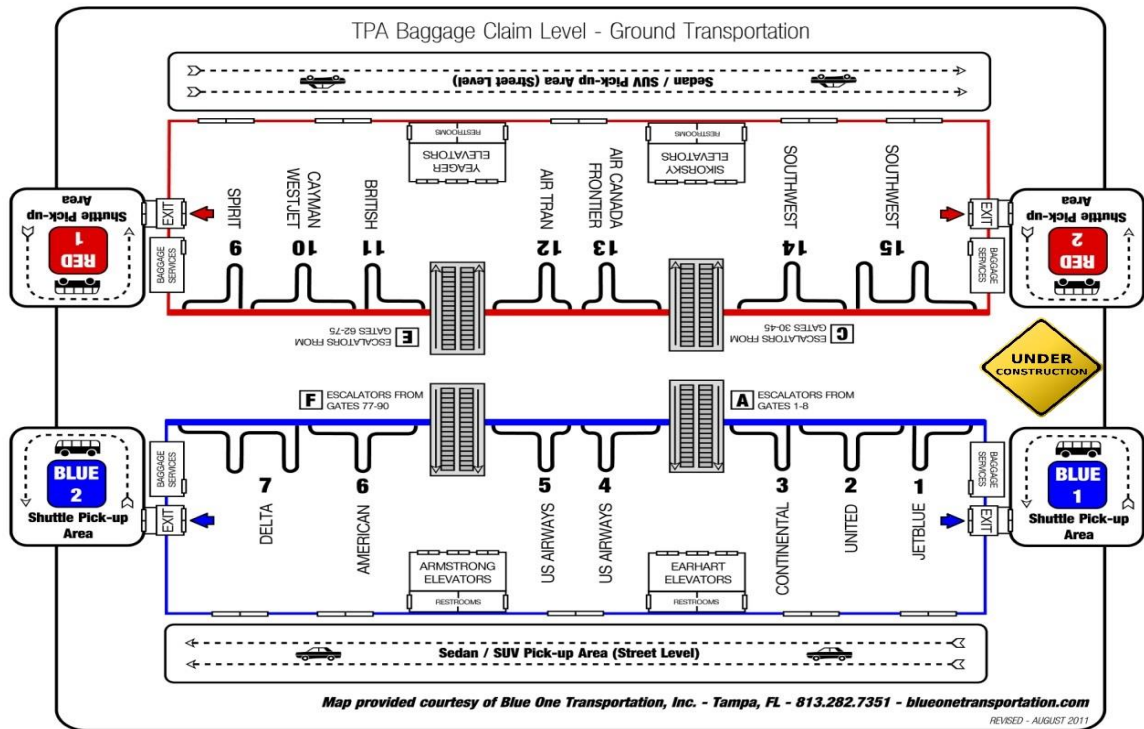 TPA Baggage Claim Level - Ground Transportation
Sedan / SUV Pick-up Area (Street Level)
RESTROOMS
YEAGER
ELEVATORS
RESTROOMS
SIKORSKY
ELEVATORS
RED
1
Shuttle Pick-up
Area
EXIT
BAGGAGE
SERVICES
SPIRIT
9
CAYMAN
WESTJET
10
BRITISH
11
AIR TRAN
12
AIR CANADA
FRONTIER
13
SOUTHWEST
14
SOUTHWEST
15
EXIT
BAGGAGE
SERVICES
RED
2
Shuttle Pick-up
Area
E
ESCALATORS FROM
GATES 62-75
C
ESCALATORS FROM
GATES 30-45
UNDER
CONSTRUCTION
F
ESCALATORS FROM
GATES 77-90
A
ESCALATORS FROM
GATES 1-8
BLUE
2
Shuttle Pick-up
Area
BAGGAGE
SERVICES
EXIT
7
DELTA
6
AMERICAN
5
US AIRWAYS
4
US AIRWAYS
3
CONTINENTAL
2
UNITED
1
JETBLUE
BAGGAGE
SERVICES
EXIT
BLUE
1
Shuttle Pick-up
Area
ARMSTRONG
ELEVATORS
RESTROOMS
EARHART
ELEVATORS
RESTROOMS
Sedan / SUV Pick-up Area (Street Level)
Map provided courtesy of Blue One Transportation, Inc. - Tampa, FL - 813.282.7351 - blueonetransportation.com
REVISED - AUGUST 2011